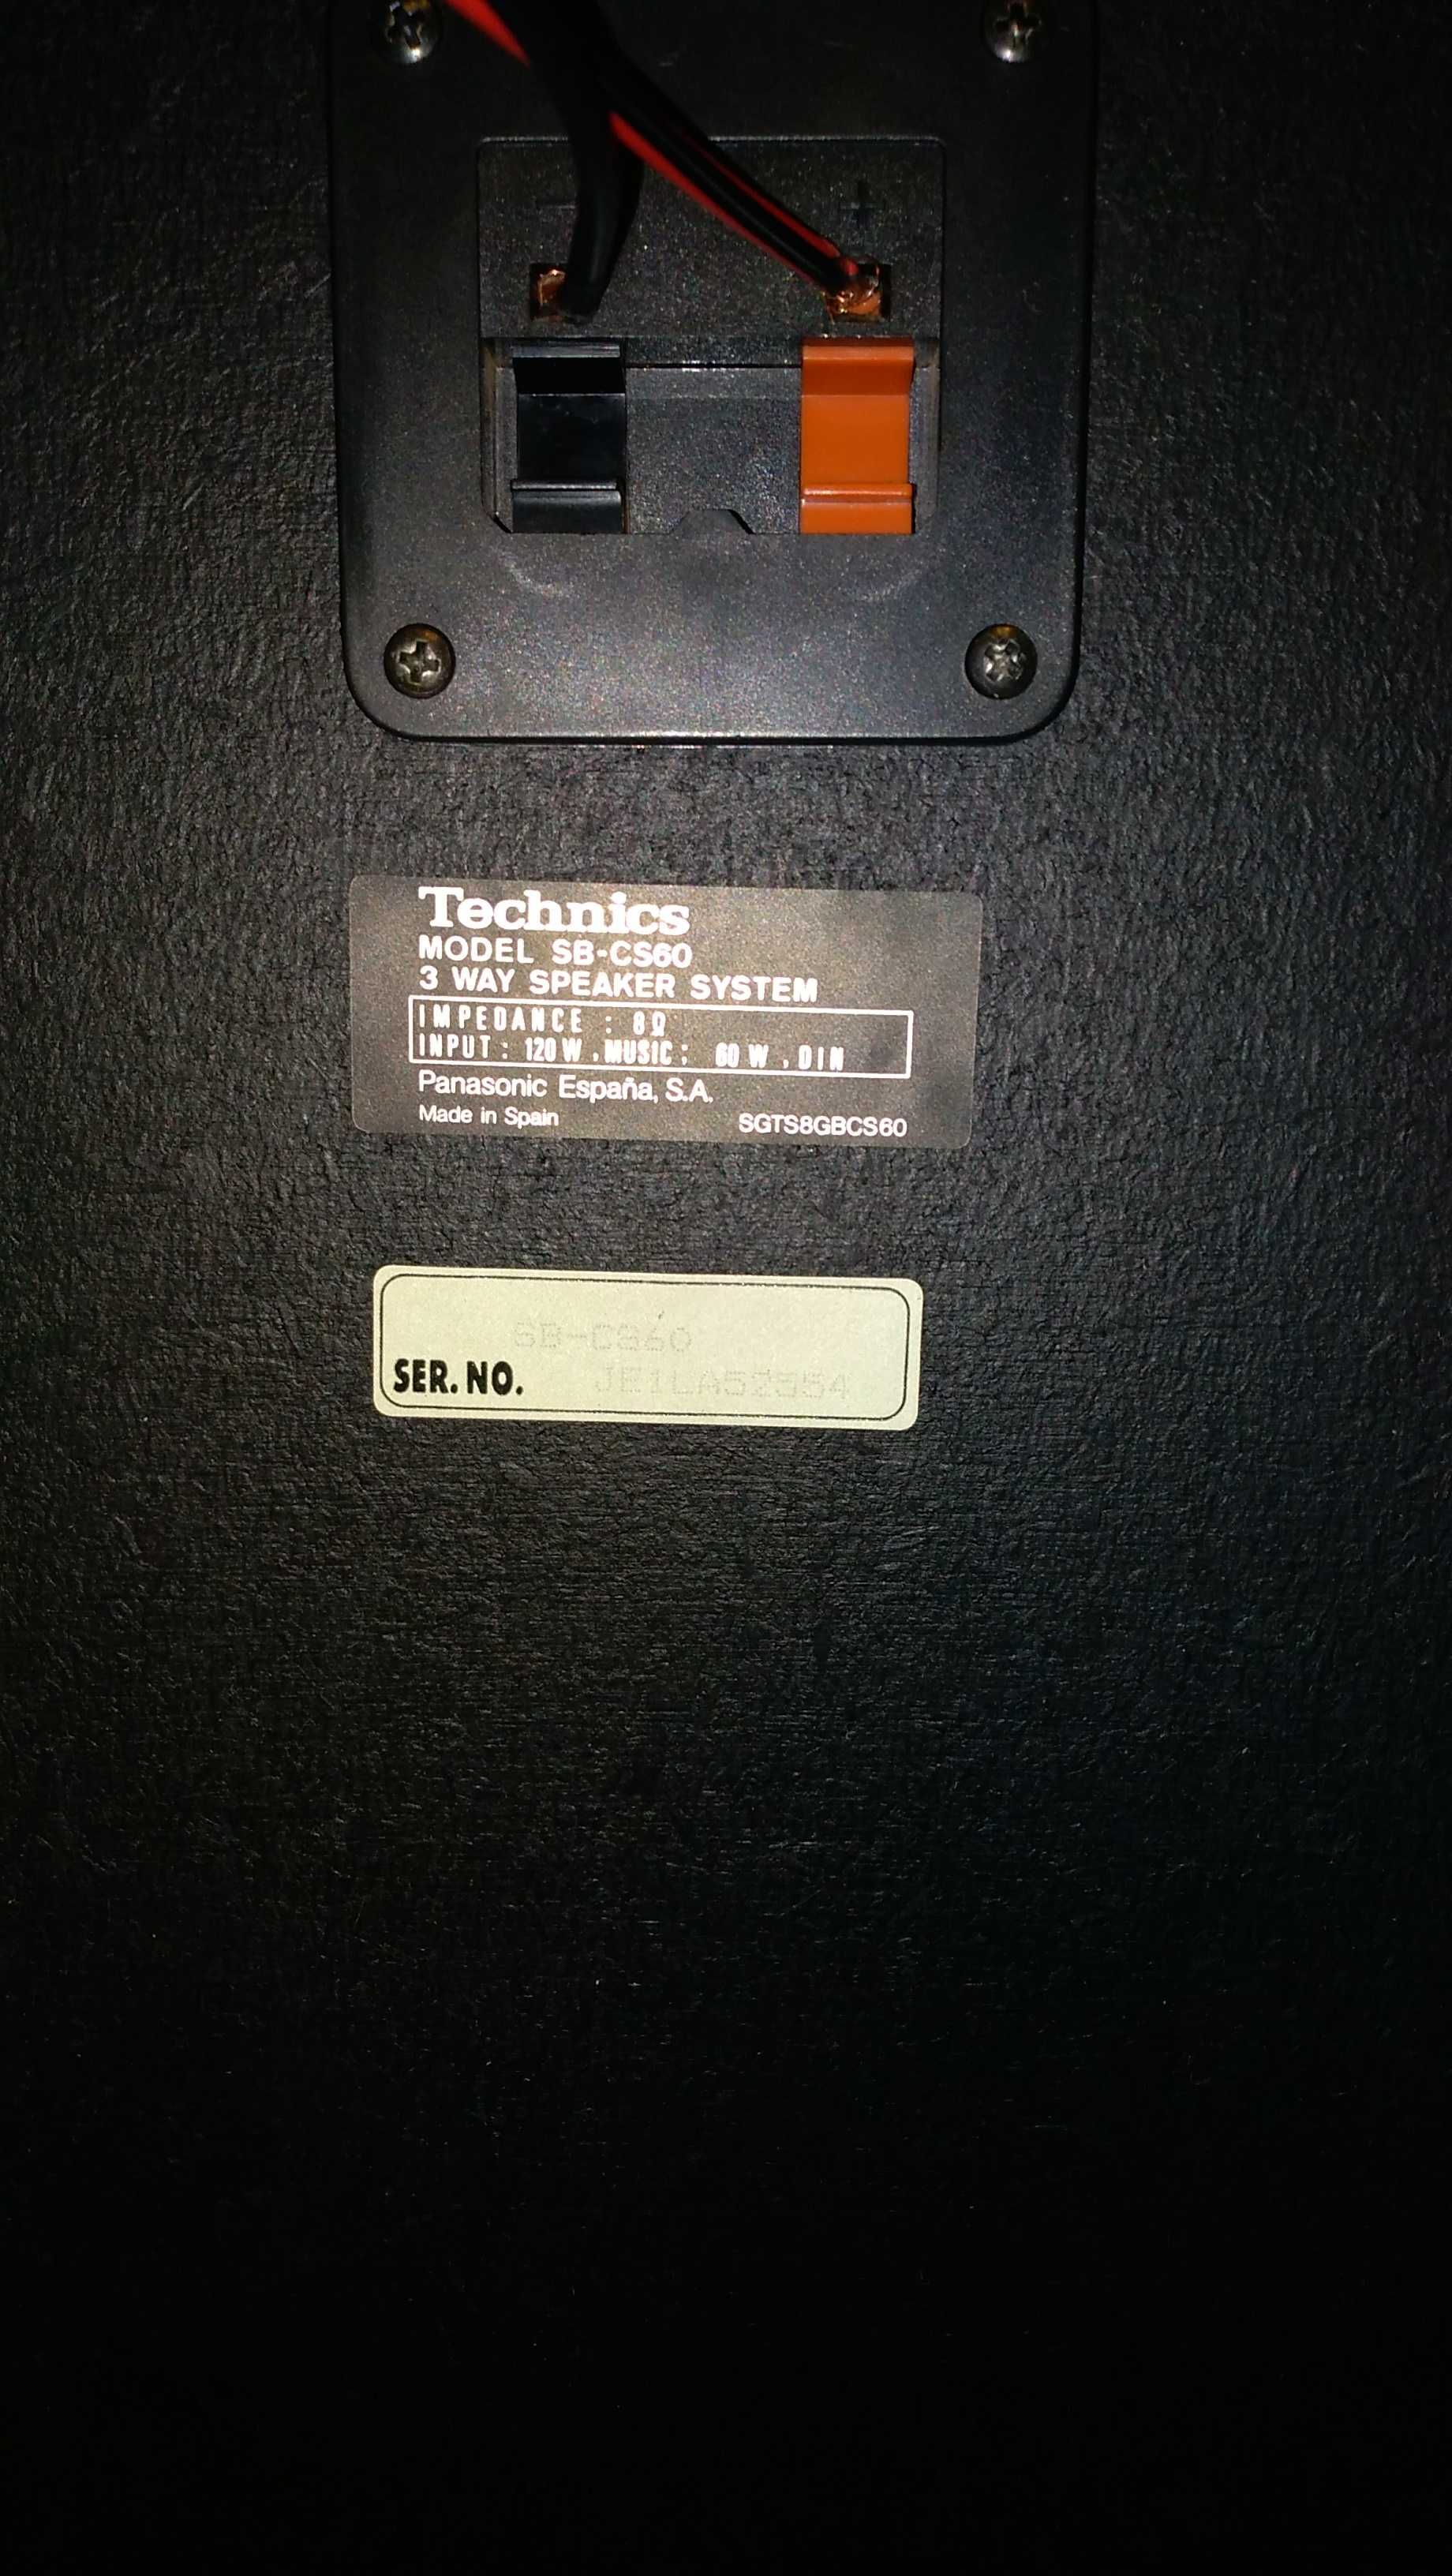 - +
Technics
MODEL SB-CS60
3 WAY SPEAKER SYSTEM
IMPEDANCE : 8Ω
INPUT : 120W , MUSIC ; 60 W , DIN
Panasonic España, S.A.
Made in Spain SGTS8GBCS60
SB-CS60
SER. NO.